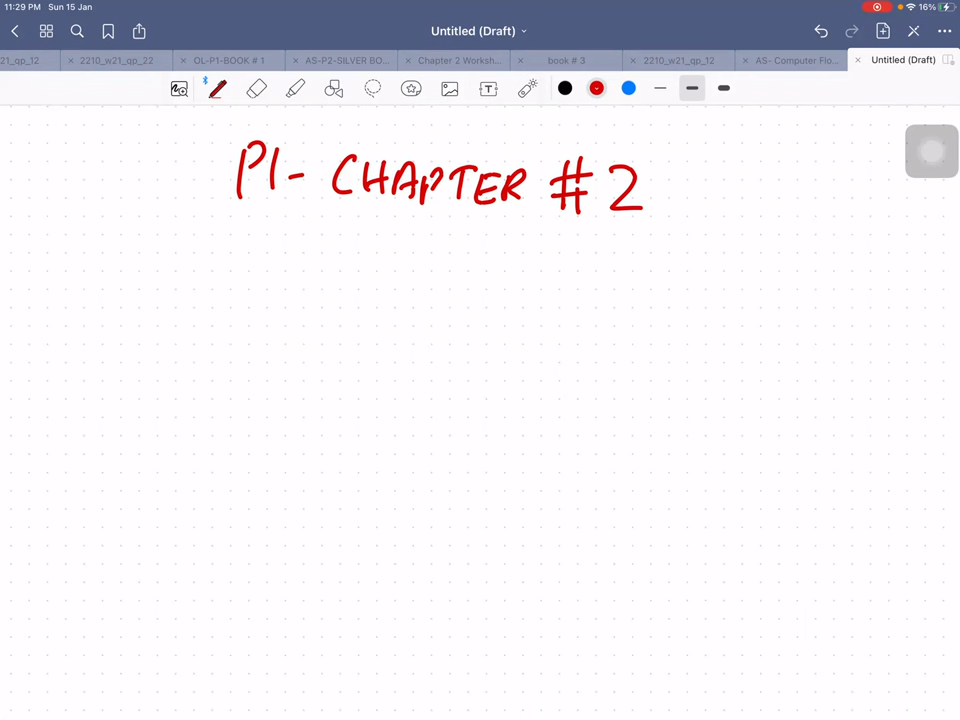 11:29 PM Sun 15 Jan 16%
Untitled (Draft)
21_qp_12 2210_w21_qp_22 OL-P1-BOOK # 1 AS-P2-SILVER BO... Chapter 2 Worksh... book # 3 2210_w21_qp_12 AS- Computer Flo... Untitled (Draft)
T
P1- CHAPTER # 2